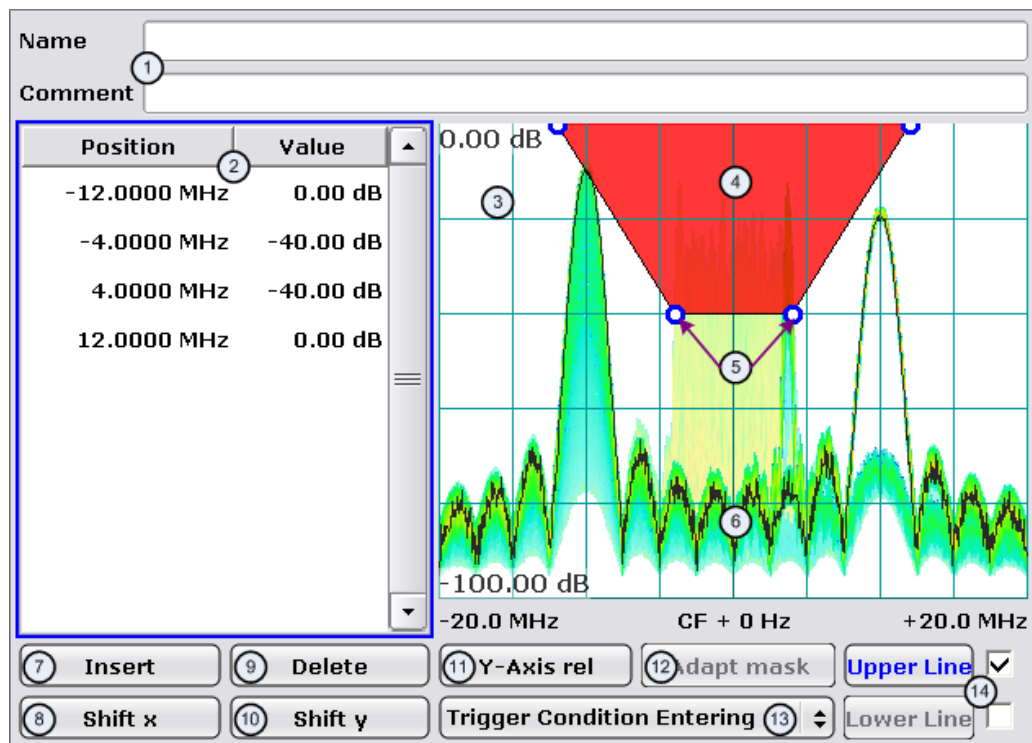 Name
1
Comment
Position Value
2
-12.0000 MHz 0.00 dB
-4.0000 MHz -40.00 dB
4.0000 MHz -40.00 dB
12.0000 MHz 0.00 dB
0.00 dB
3
4
5
6
-100.00 dB
-20.0 MHz CF + 0 Hz +20.0 MHz
7 Insert 9 Delete 11 Y-Axis rel 12 Adapt mask Upper Line
14
8 Shift x 10 Shift y Trigger Condition Entering 13 Lower Line